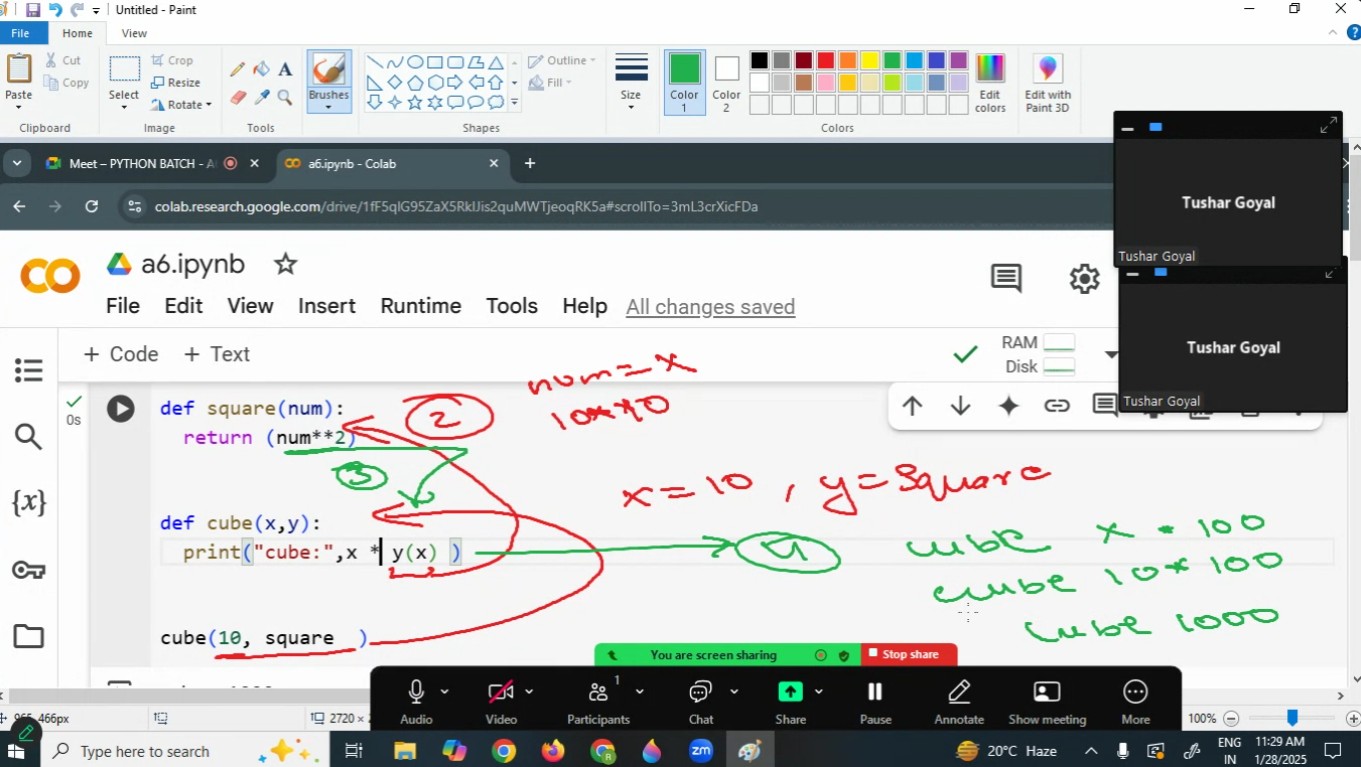 Untitled - Paint
File Home View
Paste Cut Copy Select Crop Resize Rotate Brushes Outline Fill Size Color 1 Color 2 Edit colors Edit with Paint 3D
Clipboard Image Tools Shapes Colors
Meet – PYTHON BATCH - A a6.ipynb - Colab
colab.research.google.com/drive/1fF5qlG95ZaX5RklJis2quMWTjeoqRK5a#scrollTo=3mL3crXicFDa
Tushar Goyal
Tushar Goyal
a6.ipynb
File Edit View Insert Runtime Tools Help All changes saved
Tushar Goyal
+ Code + Text RAM Disk
Tushar Goyal
num = x
10**0
def square(num): 2
0s
return (num**2)
3
x = 10 , y = Square
def cube(x,y):
print("cube:",x * y(x) ) 4
cube x * 100
cube 10 * 100
cube 1000
cube(10, square )
You are screen sharing Stop share
1
Audio Video Participants Chat Share Pause Annotate Show meeting More
466px 2720 × 100%
Type here to search zm 20°C Haze ENG IN 11:29 AM 1/28/2025